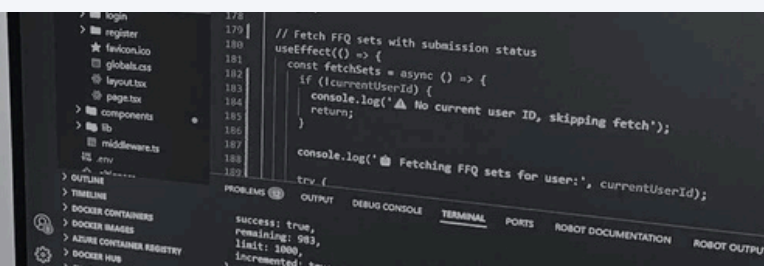 login
register
favicon.ico
globals.css
layout.tsx
page.tsx
components
lib
middleware.ts
.env
OUTLINE
TIMELINE
DOCKER CONTAINERS
DOCKER IMAGES
AZURE CONTAINER REGISTRY
DOCKER HUB
178
179
180 // Fetch FFQ sets with submission status
181 useEffect(() => {
182 const fetchSets = async () => {
183 if (!currentUserId) {
184 console.log('⚠ No current user ID, skipping fetch');
185 return;
186 }
187
188 console.log(' Fetching FFQ sets for user:', currentUserId);
189 try {
PROBLEMS 12 OUTPUT DEBUG CONSOLE TERMINAL PORTS ROBOT DOCUMENTATION ROBOT OUTPU
success: true,
remaining: 983,
limit: 1000,
incremented: